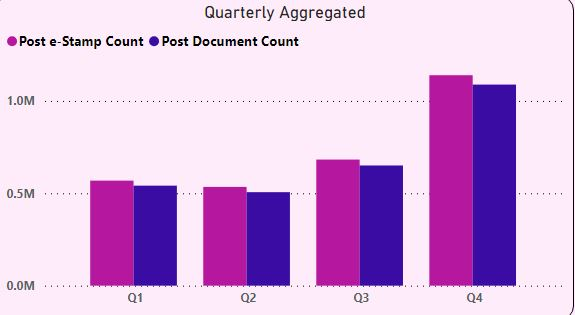 Quarterly Aggregated
Post e-Stamp Count Post Document Count
1.0M
0.5M
0.0M
Q1 Q2 Q3 Q4